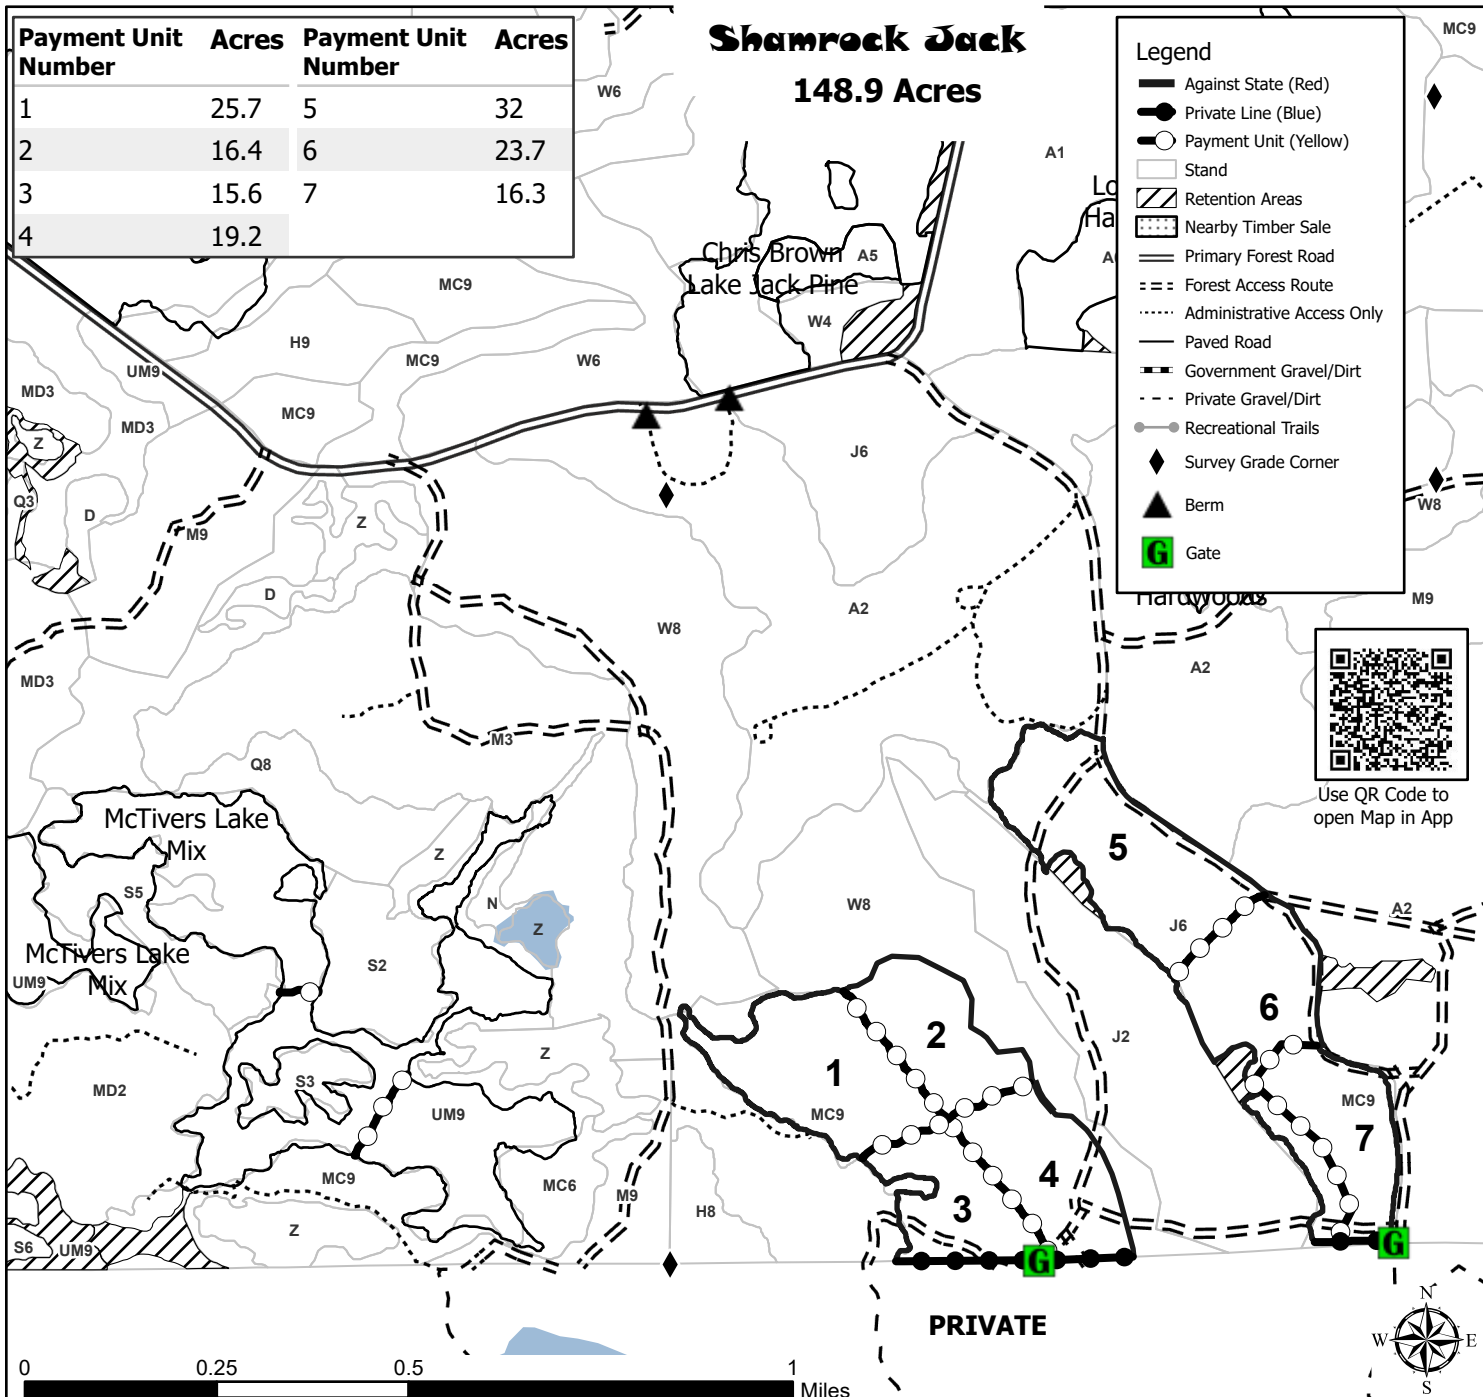 Shamrock Jack
148.9 Acres
Payment Unit Number Acres Payment Unit Number Acres
1 25.7 5 32
2 16.4 6 23.7
3 15.6 7 16.3
4 19.2
Legend
Against State (Red)
Private Line (Blue)
Payment Unit (Yellow)
Stand
Retention Areas
Nearby Timber Sale
Primary Forest Road
Forest Access Route
Administrative Access Only
Paved Road
Government Gravel/Dirt
Private Gravel/Dirt
Recreational Trails
Survey Grade Corner
Berm
G Gate
MC9
W6
A1
Lo
Ha
Chris Brown
Lake Jack Pine
A5
MC9
W4
H9
MC9
W6
UM9
MD3
MC9
MD3
Z
J6
Q3
D
Z
M9
W8
Hardwoods
M9
D
A2
W8
A2
MD3
M3
Q8
Use QR Code to
open Map in App
McTivers Lake
Mix
5
Z
S5
N
Z
W8
J6
A2
McTivers Lake
Mix
UM9
S2
6
2
J2
Z
1
S3
MD2
UM9
MC9
MC9
7
MC9
MC6
M9
H8
3
4
Z
S6
UM9
G
G
PRIVATE
N
W E
S
0 0.25 0.5 1
Miles